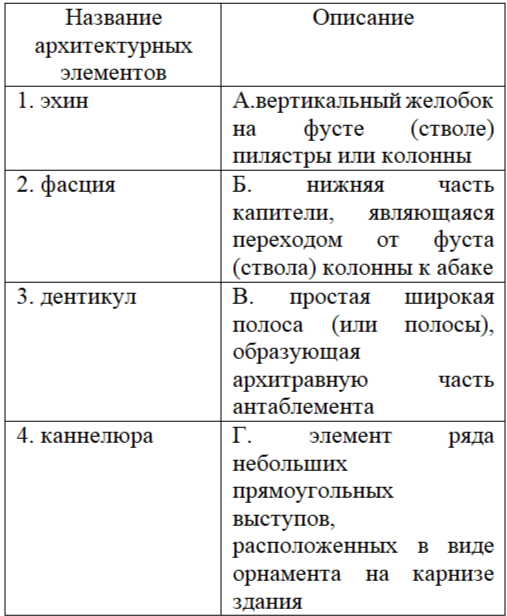 Название
архитектурных
элементов
Описание
1. эхин
А.вертикальный желобок
на фусте (стволе)
пилястры или колонны
2. фасция
Б. нижняя часть
капители, являющаяся
переходом от фуста
(ствола) колонны к абаке
3. дентикул
В. простая широкая
полоса (или полосы),
образующая
архитравную часть
антаблемента
4. каннелюра
Г. элемент ряда
небольших
прямоугольных
выступов,
расположенных в виде
орнамента на карнизе
здания